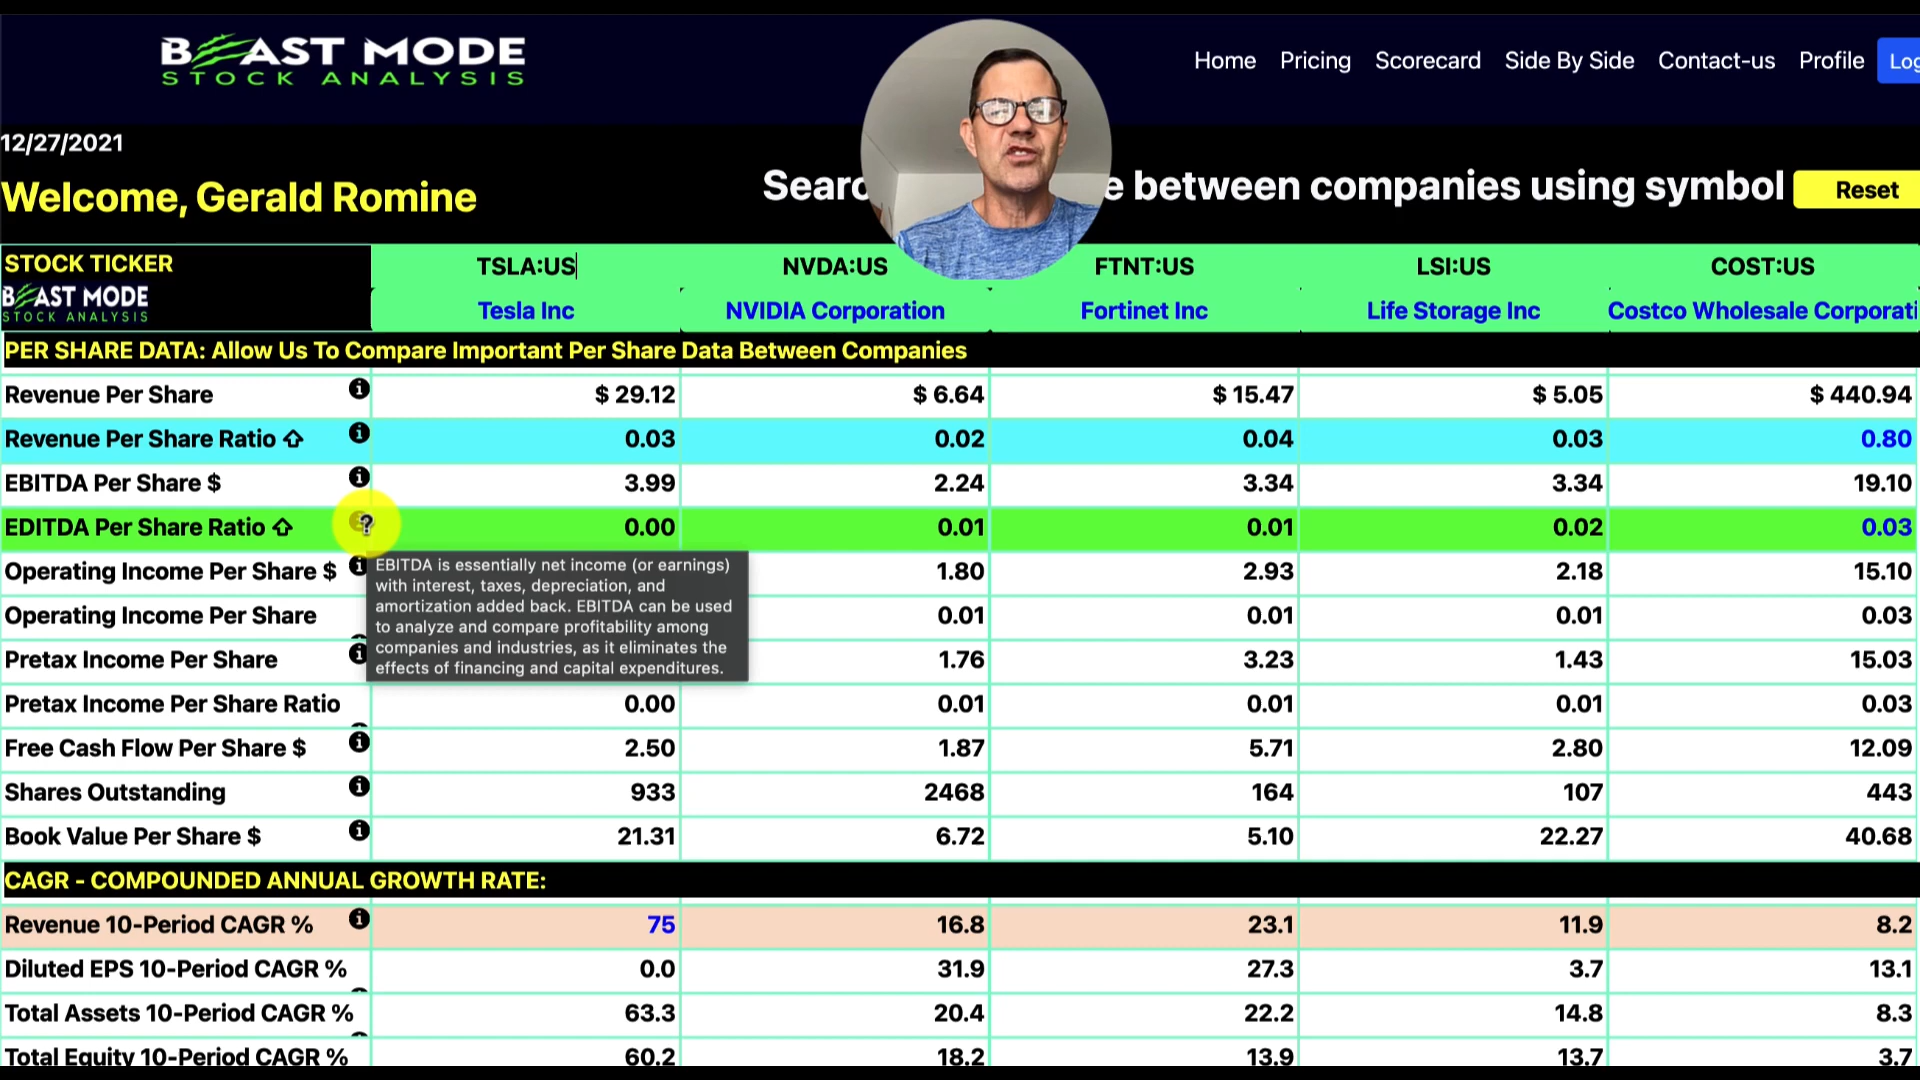 BEAST MODE
STOCK ANALYSIS
Home Pricing Scorecard Side By Side Contact-us Profile Log
12/27/2021
Welcome, Gerald Romine
Searc e between companies using symbol Reset
STOCK TICKER TSLA:US NVDA:US FTNT:US LSI:US COST:US
BEAST MODE
STOCK ANALYSIS
Tesla Inc NVIDIA Corporation Fortinet Inc Life Storage Inc Costco Wholesale Corporati
PER SHARE DATA: Allow Us To Compare Important Per Share Data Between Companies
Revenue Per Share $ 29.12 $ 6.64 $ 15.47 $ 5.05 $ 440.94
Revenue Per Share Ratio 0.03 0.02 0.04 0.03 0.80
EBITDA Per Share $ 3.99 2.24 3.34 3.34 19.10
EDITDA Per Share Ratio ? 0.00 0.01 0.01 0.02 0.03
Operating Income Per Share $ 1.80 2.93 2.18 15.10
Operating Income Per Share 0.01 0.01 0.01 0.03
Pretax Income Per Share 1.76 3.23 1.43 15.03
EBITDA is essentially net income (or earnings)
with interest, taxes, depreciation, and
amortization added back. EBITDA can be used
to analyze and compare profitability among
companies and industries, as it eliminates the
effects of financing and capital expenditures.
Pretax Income Per Share Ratio 0.00 0.01 0.01 0.01 0.03
Free Cash Flow Per Share $ 2.50 1.87 5.71 2.80 12.09
Shares Outstanding 933 2468 164 107 443
Book Value Per Share $ 21.31 6.72 5.10 22.27 40.68
CAGR - COMPOUNDED ANNUAL GROWTH RATE:
Revenue 10-Period CAGR % 75 16.8 23.1 11.9 8.2
Diluted EPS 10-Period CAGR % 0.0 31.9 27.3 3.7 13.1
Total Assets 10-Period CAGR % 63.3 20.4 22.2 14.8 8.3
Total Equity 10-Period CAGR % 60.2 18.2 13.9 13.7 3.7